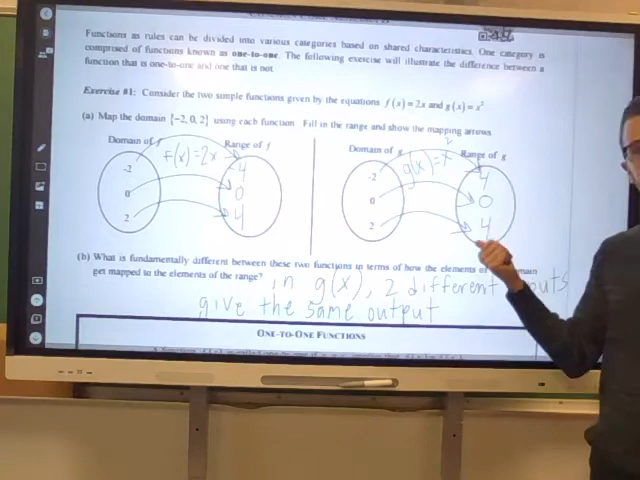 Functions as rules can be divided into various categories based on shared characteristics. One category is
comprised of functions known as one-to-one. The following exercise will illustrate the difference between a
function that is one-to-one and one that is not.
Exercise #1: Consider the two simple functions given by the equations f(x)=2x and g(x)=x²
(a) Map the domain {-2, 0, 2} using each function. Fill in the range and show the mapping arrows.
Domain of f Range of f Domain of g Range of g
F(x)=2x g(x)=x²
-2 -4 -2 4
0 0 0 0
2 4 2 4
(b) What is fundamentally different between these two functions in terms of how the elements of main
get mapped to the elements of the range? in g(x), 2 different puts
give the same output
ONE-TO-ONE FUNCTIONS